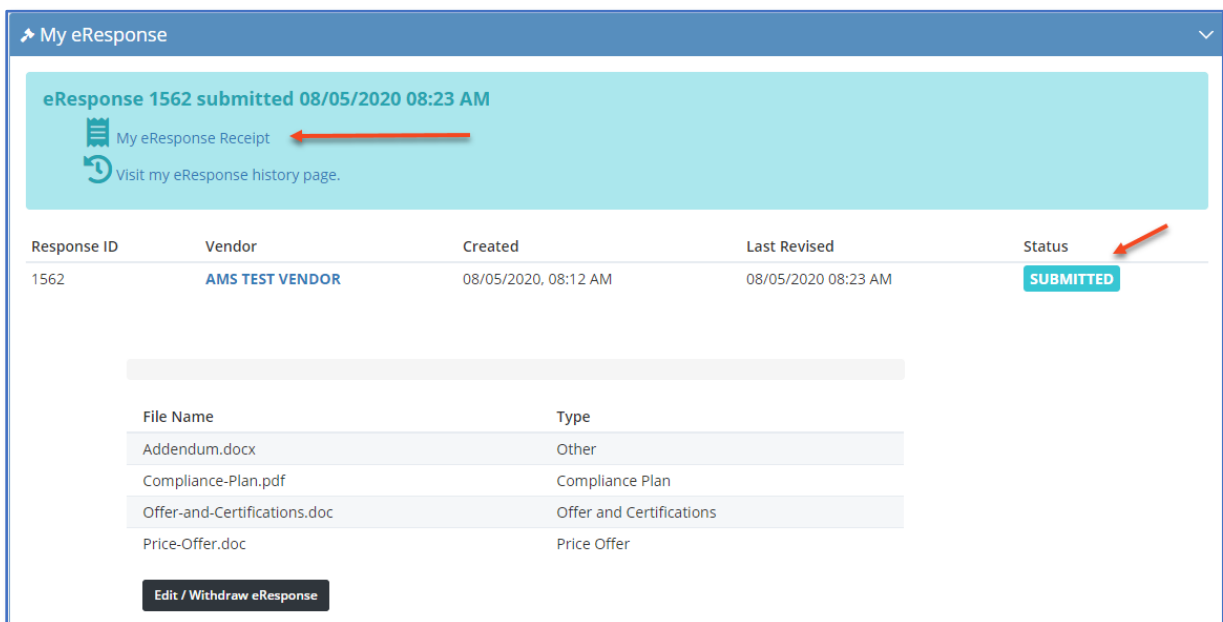 My eResponse
eResponse 1562 submitted 08/05/2020 08:23 AM
My eResponse Receipt
Visit my eResponse history page.
Response ID Vendor Created Last Revised Status
1562 AMS TEST VENDOR 08/05/2020, 08:12 AM 08/05/2020 08:23 AM SUBMITTED
File Name Type
Addendum.docx Other
Compliance-Plan.pdf Compliance Plan
Offer-and-Certifications.doc Offer and Certifications
Price-Offer.doc Price Offer
Edit / Withdraw eResponse